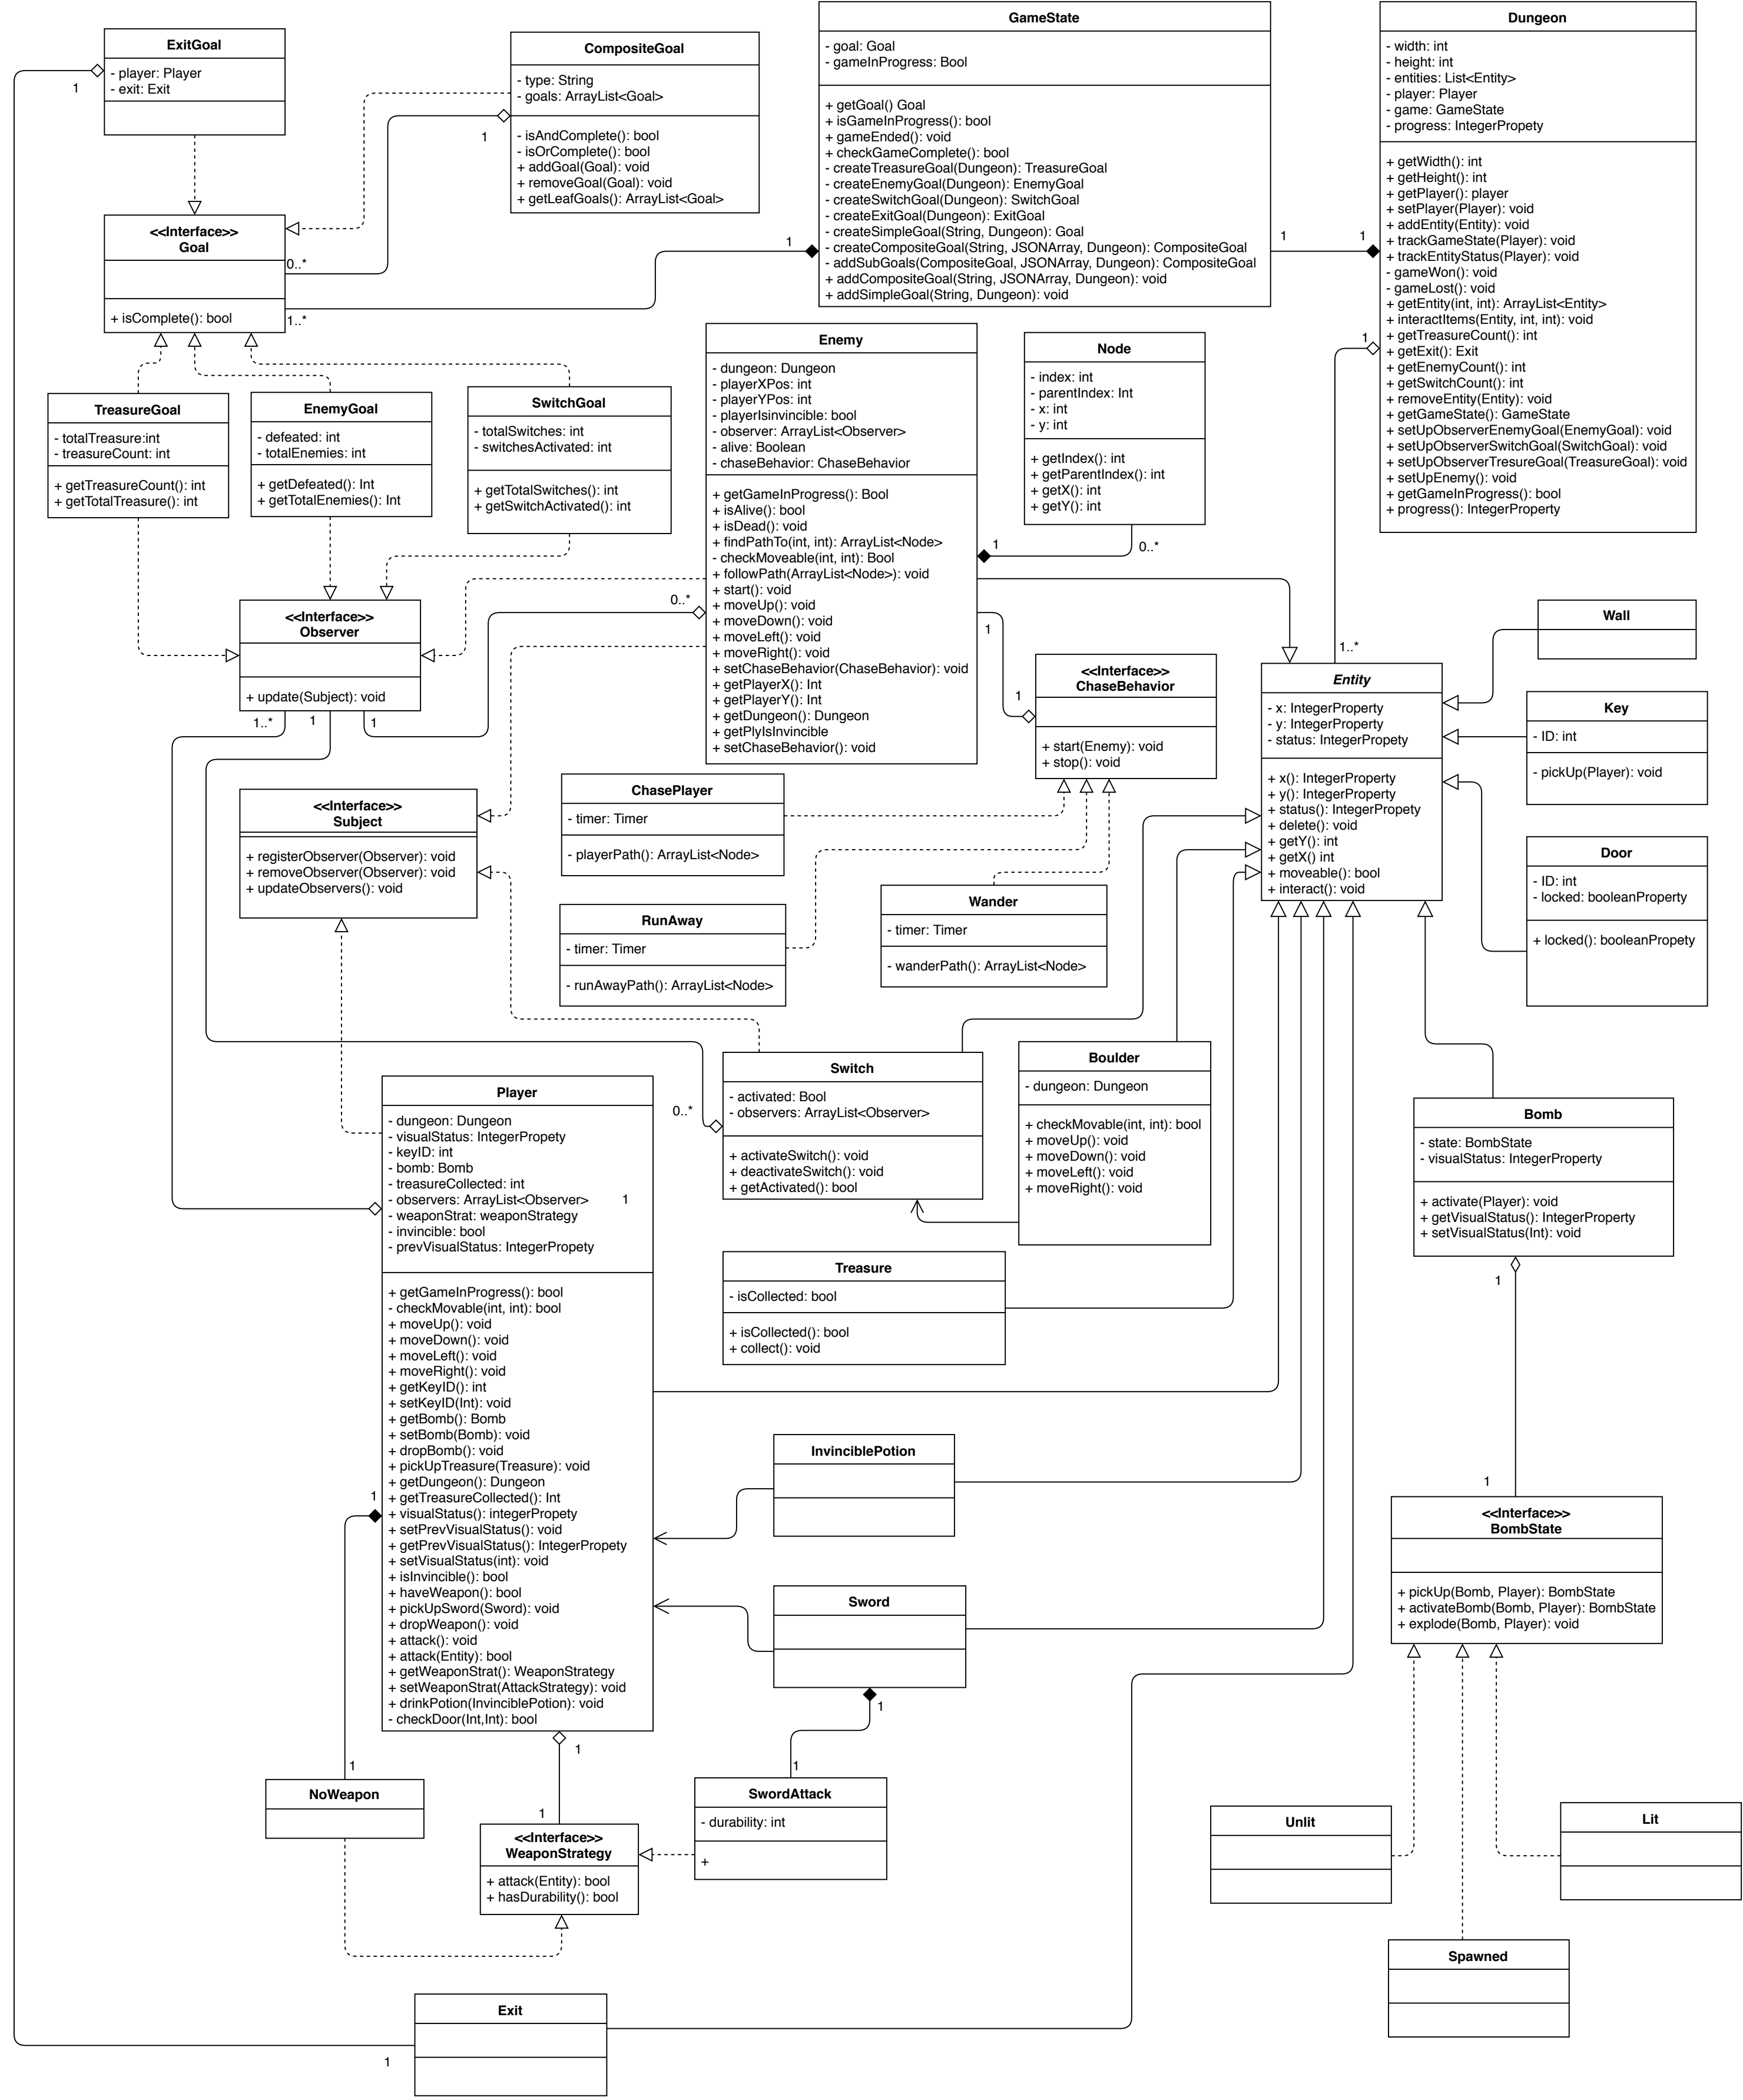 ExitGoal
- player: Player
- exit: Exit
1
CompositeGoal
- type: String
- goals: ArrayList<Goal>
- isAndComplete(): bool
- isOrComplete(): bool
+ addGoal(Goal): void
+ removeGoal(Goal): void
+ getLeafGoals(): ArrayList<Goal>
1
GameState
- goal: Goal
- gameInProgress: Bool
+ getGoal() Goal
+ isGameInProgress(): bool
+ gameEnded(): void
+ checkGameComplete(): bool
- createTreasureGoal(Dungeon): TreasureGoal
- createEnemyGoal(Dungeon): EnemyGoal
- createSwitchGoal(Dungeon): SwitchGoal
- createExitGoal(Dungeon): ExitGoal
- createSimpleGoal(String, Dungeon): Goal
- createCompositeGoal(String, JSONArray, Dungeon): CompositeGoal
- addSubGoals(CompositeGoal, JSONArray, Dungeon): CompositeGoal
+ addCompositeGoal(String, JSONArray, Dungeon): void
+ addSimpleGoal(String, Dungeon): void
1
1
1
Dungeon
- width: int
- height: int
- entities: List<Entity>
- player: Player
- game: GameState
- progress: IntegerPropety
+ getWidth(): int
+ getHeight(): int
+ getPlayer(): player
+ setPlayer(Player): void
+ addEntity(Entity): void
+ trackGameState(Player): void
+ trackEntityStatus(Player): void
- gameWon(): void
- gameLost(): void
+ getEntity(int, int): ArrayList<Entity>
+ interactItems(Entity, int, int): void
+ getTreasureCount(): int
+ getExit(): Exit
+ getEnemyCount(): int
+ getSwitchCount(): int
+ removeEntity(Entity): void
+ getGameState(): GameState
+ setUpObserverEnemyGoal(EnemyGoal): void
+ setUpObserverSwitchGoal(SwitchGoal): void
+ setUpObserverTresureGoal(TreasureGoal): void
+ setUpEnemy(): void
+ getGameInProgress(): bool
+ progress(): IntegerProperty
1
<<Interface>>
Goal
+ isComplete(): bool
0..*
1..*
TreasureGoal
- totalTreasure:int
- treasureCount: int
+ getTreasureCount(): int
+ getTotalTreasure(): int
EnemyGoal
- defeated: int
- totalEnemies: int
+ getDefeated(): Int
+ getTotalEnemies(): Int
SwitchGoal
- totalSwitches: int
- switchesActivated: int
+ getTotalSwitches(): int
+ getSwitchActivated(): int
Enemy
- dungeon: Dungeon
- playerXPos: int
- playerYPos: int
- playerIsinvincible: bool
- observer: ArrayList<Observer>
- alive: Boolean
- chaseBehavior: ChaseBehavior
+ getGameInProgress(): Bool
+ isAlive(): bool
+ isDead(): void
+ findPathTo(int, int): ArrayList<Node>
- checkMoveable(int, int): Bool
+ followPath(ArrayList<Node>): void
+ start(): void
+ moveUp(): void
+ moveDown(): void
+ moveLeft(): void
+ moveRight(): void
+ setChaseBehavior(ChaseBehavior): void
+ getPlayerX(): Int
+ getPlayerY(): Int
+ getDungeon(): Dungeon
+ getPlyIsInvincible
+ setChaseBehavior(): void
0..*
1
1
Node
- index: int
- parentIndex: Int
- x: int
- y: int
+ getIndex(): int
+ getParentIndex(): int
+ getX(): int
+ getY(): int
0..*
<<Interface>>
Observer
+ update(Subject): void
1..*
1
1
<<Interface>>
ChaseBehavior
+ start(Enemy): void
+ stop(): void
1
1..*
Entity
- x: IntegerProperty
- y: IntegerProperty
- status: IntegerPropety
+ x(): IntegerProperty
+ y(): IntegerProperty
+ status(): IntegerPropety
+ delete(): void
+ getY(): int
+ getX() int
+ moveable(): bool
+ interact(): void
Wall
Key
- ID: int
- pickUp(Player): void
Door
- ID: int
- locked: booleanProperty
+ locked(): booleanPropety
<<Interface>>
Subject
+ registerObserver(Observer): void
+ removeObserver(Observer): void
+ updateObservers(): void
ChasePlayer
- timer: Timer
- playerPath(): ArrayList<Node>
RunAway
- timer: Timer
- runAwayPath(): ArrayList<Node>
Wander
- timer: Timer
- wanderPath(): ArrayList<Node>
Switch
- activated: Bool
- observers: ArrayList<Observer>
+ activateSwitch(): void
+ deactivateSwitch(): void
+ getActivated(): bool
0..*
Boulder
- dungeon: Dungeon
+ checkMovable(int, int): bool
+ moveUp(): void
+ moveDown(): void
+ moveLeft(): void
+ moveRight(): void
Bomb
- state: BombState
- visualStatus: IntegerProperty
+ activate(Player): void
+ getVisualStatus(): IntegerProperty
+ setVisualStatus(Int): void
1
1
Player
- dungeon: Dungeon
- visualStatus: IntegerPropety
- keyID: int
- bomb: Bomb
- treasureCollected: int
- observers: ArrayList<Observer>
- weaponStrat: weaponStrategy
- invincible: bool
- prevVisualStatus: IntegerPropety
1
+ getGameInProgress(): bool
- checkMovable(int, int): bool
+ moveUp(): void
+ moveDown(): void
+ moveLeft(): void
+ moveRight(): void
+ getKeyID(): int
+ setKeyID(Int): void
+ getBomb(): Bomb
+ setBomb(Bomb): void
+ dropBomb(): void
+ pickUpTreasure(Treasure): void
+ getDungeon(): Dungeon
+ getTreasureCollected(): Int
+ visualStatus(): integerPropety
+ setPrevVisualStatus(): void
+ getPrevVisualStatus(): IntegerPropety
+ setVisualStatus(int): void
+ isInvincible(): bool
+ haveWeapon(): bool
+ pickUpSword(Sword): void
+ dropWeapon(): void
+ attack(): void
+ attack(Entity): bool
+ getWeaponStrat(): WeaponStrategy
+ setWeaponStrat(AttackStrategy): void
+ drinkPotion(InvinciblePotion): void
- checkDoor(Int,Int): bool
1
1
Treasure
- isCollected: bool
+ isCollected(): bool
+ collect(): void
InvinciblePotion
Sword
1
<<Interface>>
BombState
+ pickUp(Bomb, Player): BombState
+ activateBomb(Bomb, Player): BombState
+ explode(Bomb, Player): void
1
NoWeapon
1
<<Interface>>
WeaponStrategy
+ attack(Entity): bool
+ hasDurability(): bool
1
SwordAttack
- durability: int
+
Unlit
Lit
Spawned
Exit
1